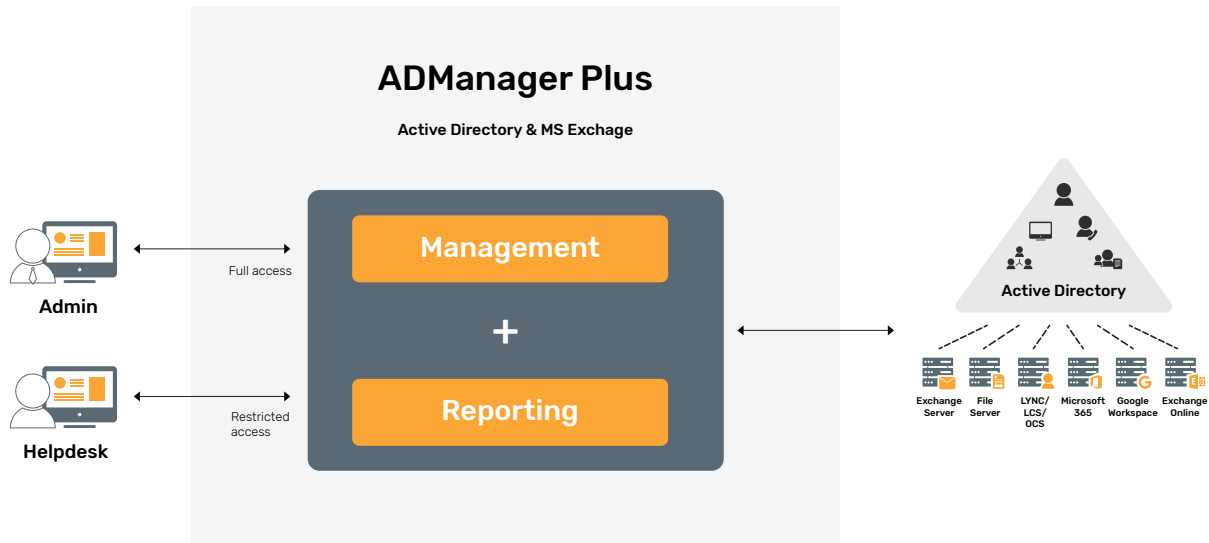 ADManager Plus
Active Directory & MS Exchage
Management
+
Reporting
Full access
Admin
Restricted
access
Helpdesk
Active Directory
Exchange
Server
File
Server
LYNC/
LCS/
OCS
Microsoft
365
Google
Workspace
Exchange
Online